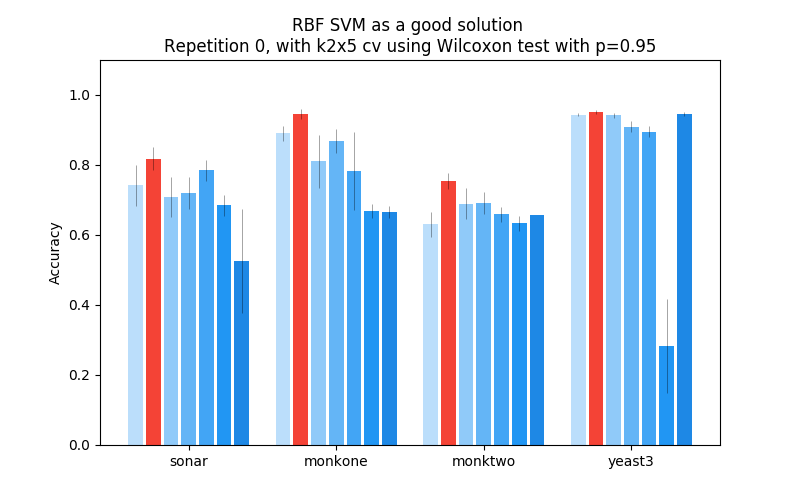 RBF SVM as a good solution
Repetition 0, with k2x5 cv using Wilcoxon test with p=0.95
1.0
0.8
0.6
0.4
0.2
0.0
Accuracy
sonar monkone monktwo yeast3